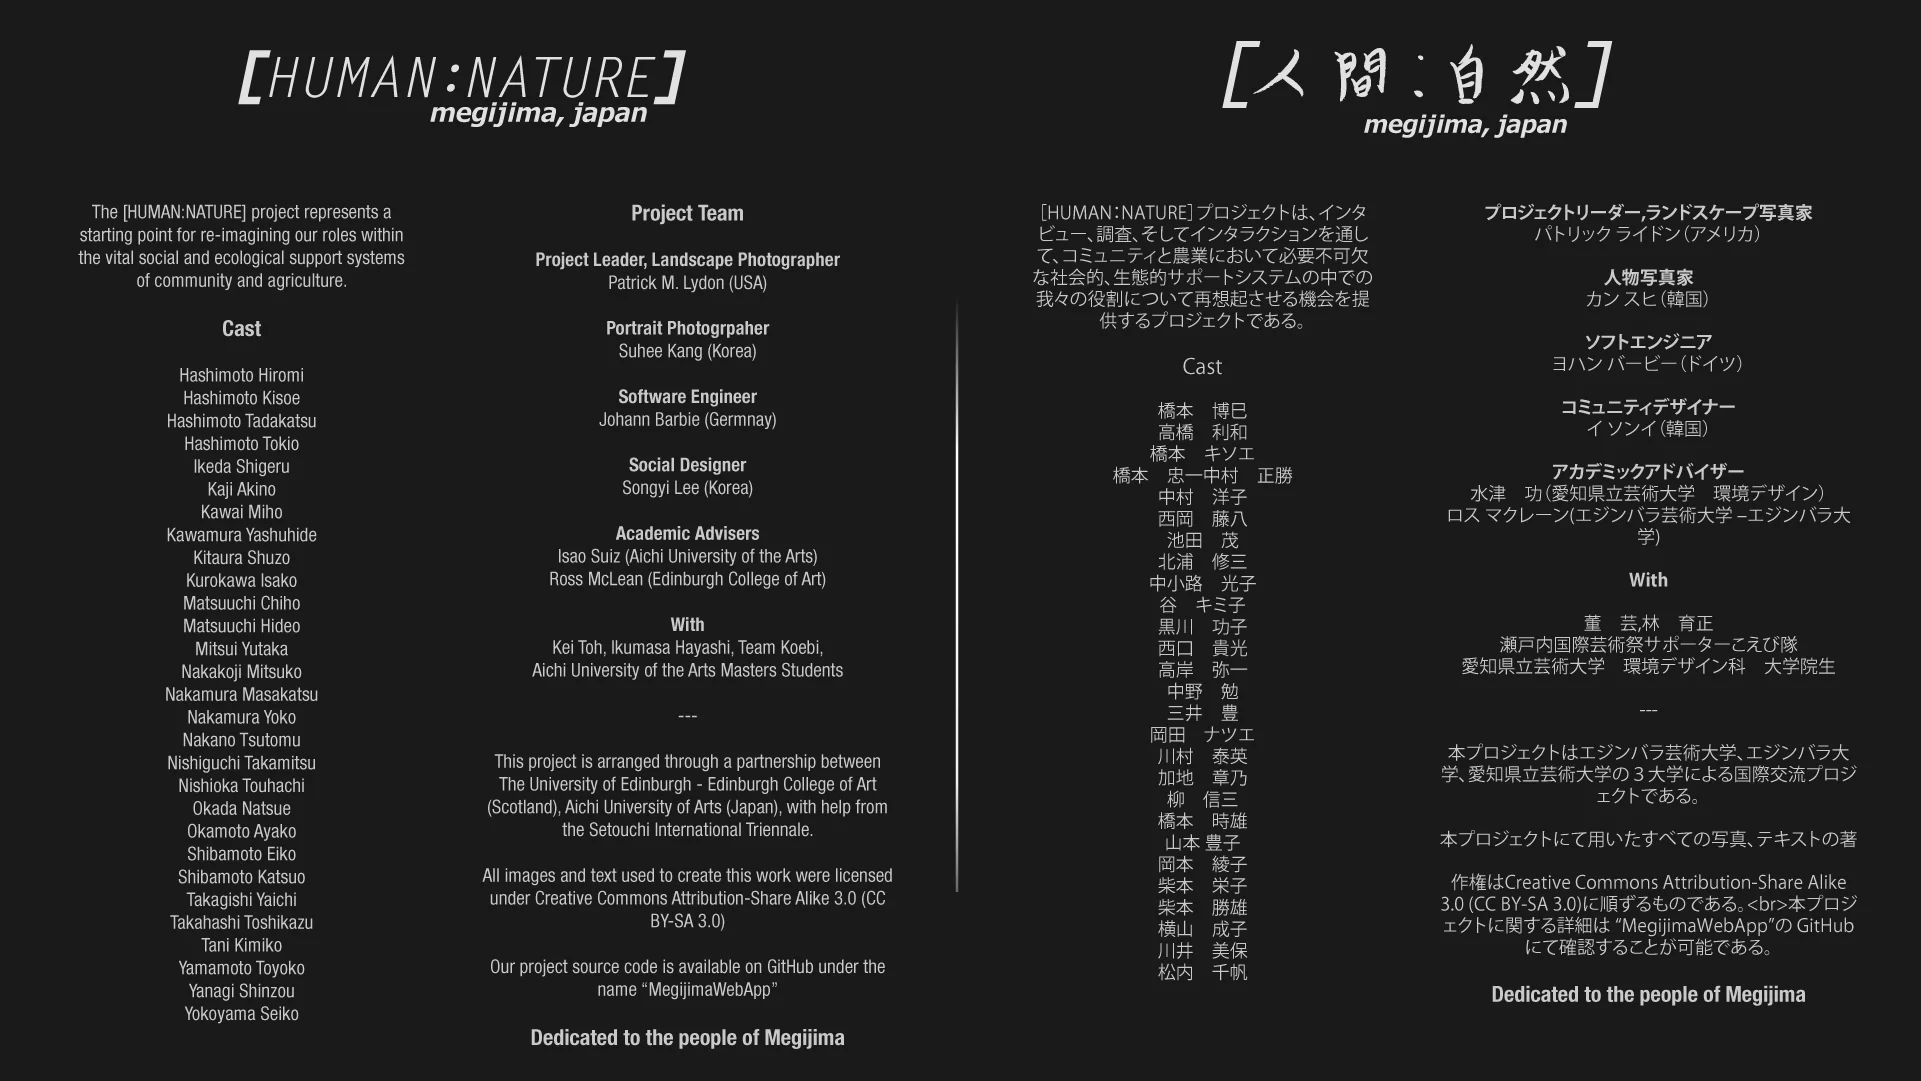 [HUMAN:NATURE]
megijima, japan
The [HUMAN:NATURE] project represents a
starting point for re-imagining our roles within
the vital social and ecological support systems
of community and agriculture.
Cast
Hashimoto Hiromi
Hashimoto Kisoe
Hashimoto Tadakatsu
Hashimoto Tokio
Ikeda Shigeru
Kaji Akino
Kawai Miho
Kawamura Yashuhide
Kitaura Shuzo
Kurokawa Isako
Matsuuchi Chiho
Matsuuchi Hideo
Mitsui Yutaka
Nakakoji Mitsuko
Nakamura Masakatsu
Nakamura Yoko
Nakano Tsutomu
Nishiguchi Takamitsu
Nishioka Touhachi
Okada Natsue
Okamoto Ayako
Shibamoto Eiko
Shibamoto Katsuo
Takagishi Yaichi
Takahashi Toshikazu
Tani Kimiko
Yamamoto Toyoko
Yanagi Shinzou
Yokoyama Seiko
Project Team
Project Leader, Landscape Photographer
Patrick M. Lydon (USA)
Portrait Photogrpaher
Suhee Kang (Korea)
Software Engineer
Johann Barbie (Germnay)
Social Designer
Songyi Lee (Korea)
Academic Advisers
Isao Suiz (Aichi University of the Arts)
Ross McLean (Edinburgh College of Art)
With
Kei Toh, Ikumasa Hayashi, Team Koebi,
Aichi University of the Arts Masters Students
---
This project is arranged through a partnership between
The University of Edinburgh - Edinburgh College of Art
(Scotland), Aichi University of Arts (Japan), with help from
the Setouchi International Triennale.
All images and text used to create this work were licensed
under Creative Commons Attribution-Share Alike 3.0 (CC
BY-SA 3.0)
Our project source code is available on GitHub under the
name “MegijimaWebApp”
Dedicated to the people of Megijima
[人間:自然]
megijima, japan
［HUMAN：NATURE］プロジェクトは、インタ
ビュー、調査、そしてインタラクションを通し
て、コミュニティと農業において必要不可欠
な社会的、生態的サポートシステムの中での
我々の役割について再想起させる機会を提
供するプロジェクトである。
Cast
橋本　博巳
高橋　利和
橋本　キソエ
橋本　忠一中村　正勝
中村　洋子
西岡　藤八
池田　茂
北浦　修三
中小路　光子
谷　キミ子
黒川　功子
西口　貴光
高岸　弥一
中野　勉
三井　豊
岡田　ナツエ
川村　泰英
加地　章乃
柳　信三
橋本　時雄
山本 豊子
岡本　綾子
柴本　栄子
柴本　勝雄
横山　成子
川井　美保
松内　千帆
プロジェクトリーダー,ランドスケープ写真家
パトリック ライドン（アメリカ）
人物写真家
カン スヒ（韓国）
ソフトエンジニア
ヨハン バービー（ドイツ）
コミュニティデザイナー
イ ソンイ（韓国）
アカデミックアドバイザー
水津　功（愛知県立芸術大学　環境デザイン）
ロス マクレーン(エジンバラ芸術大学 –エジンバラ大
学)
With
董　芸,林　育正
瀬戸内国際芸術祭サポーターこえび隊
愛知県立芸術大学　環境デザイン科　大学院生
---
本プロジェクトはエジンバラ芸術大学、エジンバラ大
学、愛知県立芸術大学の３大学による国際交流プロジ
ェクトである。
本プロジェクトにて用いたすべての写真、テキストの著
作権はCreative Commons Attribution-Share Alike
3.0 (CC BY-SA 3.0)に順ずるものである。<br>本プロジ
ェクトに関する詳細は “MegijimaWebApp”の GitHub
にて確認することが可能である。
Dedicated to the people of Megijima